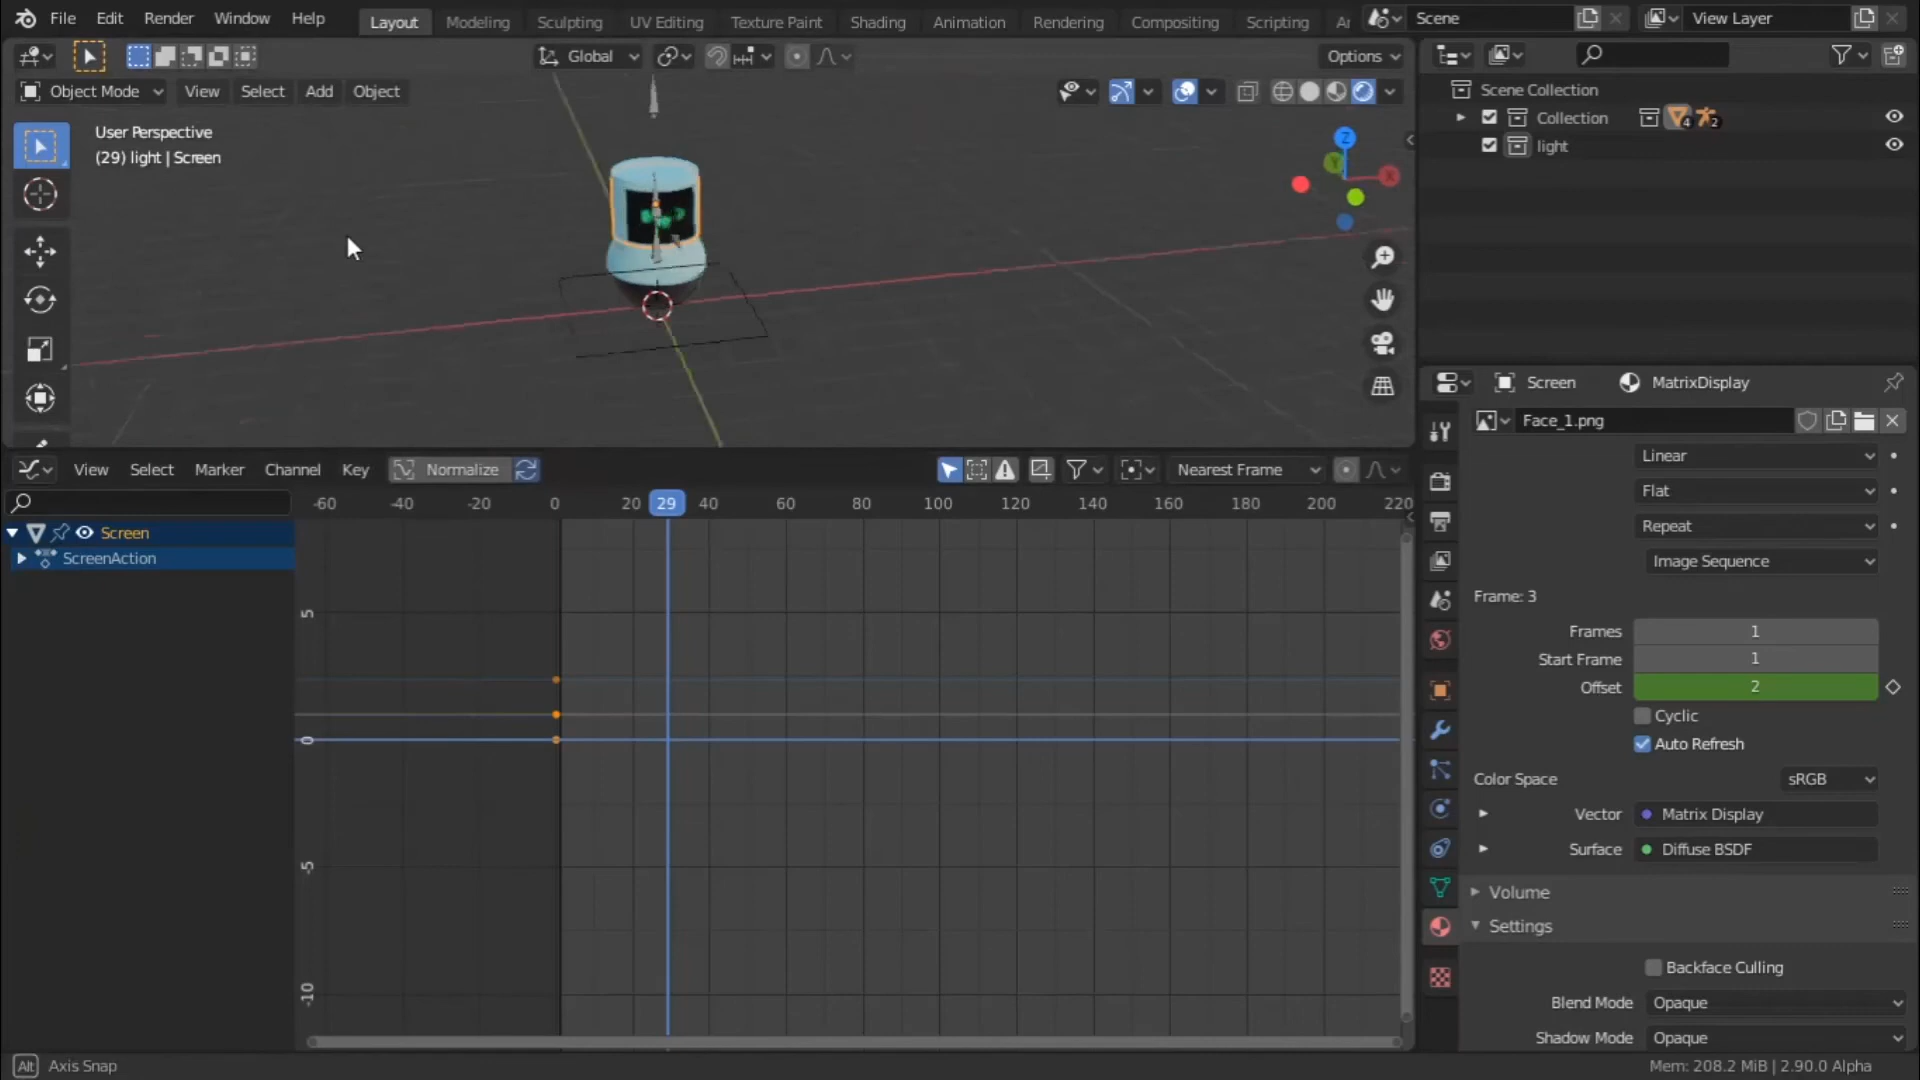 File Edit Render Window Help Layout Modeling Sculpting UV Editing Texture Paint Shading Animation Rendering Compositing Scripting Scene View Layer
Global Options
Object Mode View Select Add Object
User Perspective
(29) light | Screen
Z
X
Scene Collection
Collection 4 2
light
Screen MatrixDisplay
Face_1.png
Linear
Flat
Repeat
Image Sequence
Frame: 3
Frames 1
Start Frame 1
Offset 2
Cyclic
Auto Refresh
Color Space sRGB
Vector Matrix Display
Surface Diffuse BSDF
Volume
Settings
Backface Culling
Blend Mode Opaque
Shadow Mode Opaque
View Select Marker Channel Key Normalize Nearest Frame
-60 -40 -20 0 20 29 40 60 80 100 120 140 160 180 200 220
Screen
ScreenAction
5
0
-5
-10
Alt Axis Snap
Mem: 208.2 MiB | 2.90.0 Alpha